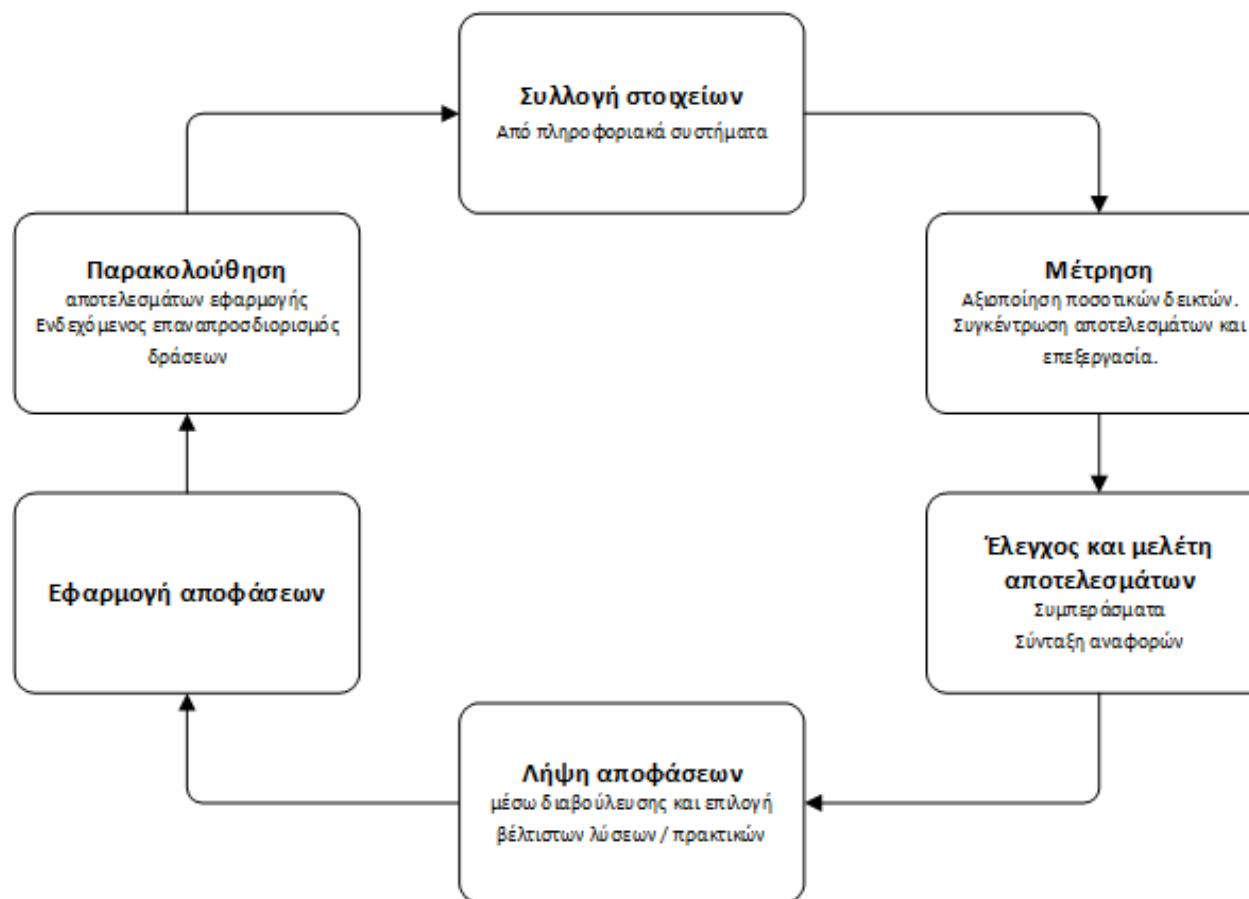 Συλλογή στοιχείων
Από πληροφοριακά συστήματα
Μέτρηση
Αξιοποίηση ποσοτικών δεικτών.
Συγκέντρωση αποτελεσμάτων και
επεξεργασία.
Έλεγχος και μελέτη
αποτελεσμάτων
Συμπεράσματα
Σύνταξη αναφορών
Λήψη αποφάσεων
μέσω διαβούλευσης και επιλογή
βέλτιστων λύσεων / πρακτικών
Εφαρμογή αποφάσεων
Παρακολούθηση
αποτελεσμάτων εφαρμογής
Ενδεχόμενος επαναπροσδιορισμός
δράσεων